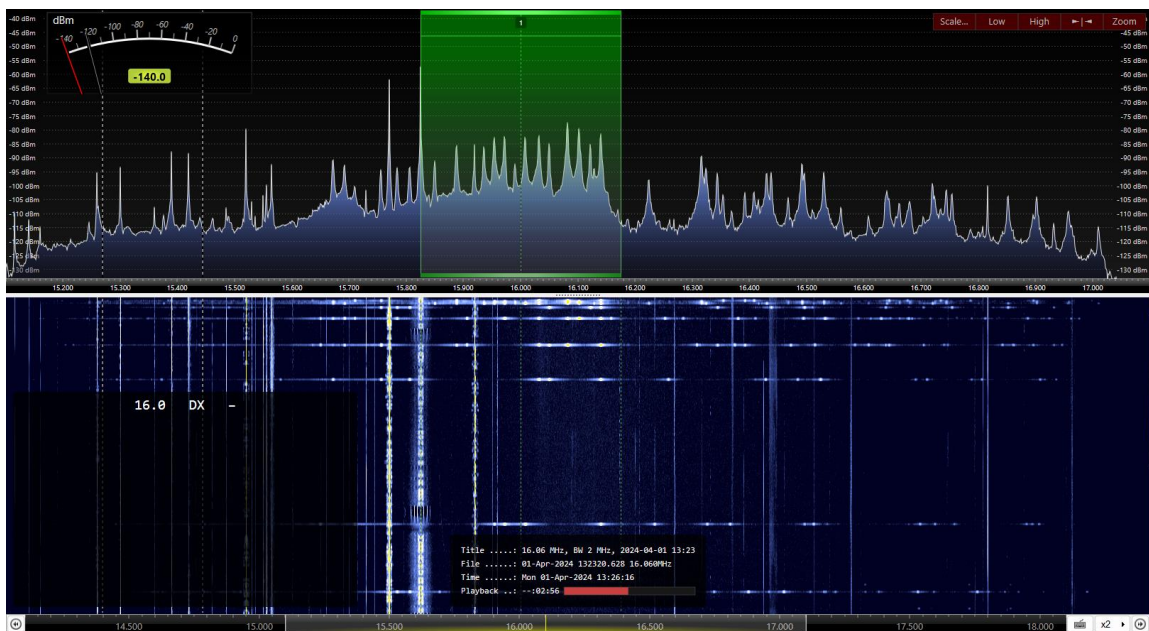 dBm
-140 -120 -100 -80 -60 -40 -20 0
-140.0
1
Scale... Low High ►|◄ Zoom
-40 dBm
-45 dBm -45 dBm
-50 dBm -50 dBm
-55 dBm -55 dBm
-60 dBm -60 dBm
-65 dBm -65 dBm
-70 dBm -70 dBm
-75 dBm -75 dBm
-80 dBm -80 dBm
-85 dBm -85 dBm
-90 dBm -90 dBm
-95 dBm -95 dBm
-100 dBm -100 dBm
-105 dBm -105 dBm
-110 dBm -110 dBm
-115 dBm -115 dBm
-120 dBm -120 dBm
-125 dBm -125 dBm
-130 dBm -130 dBm
15.200 15.300 15.400 15.500 15.600 15.700 15.800 15.900 16.000 16.100 16.200 16.300 16.400 16.500 16.600 16.700 16.800 16.900 17.000
16.0 DX –
Title .....: 16.06 MHz, BW 2 MHz, 2024-04-01 13:23
File ......: 01-Apr-2024 132320.628 16.060MHz
Time ......: Mon 01-Apr-2024 13:26:16
Playback ..: --:02:56
14.500 15.000 15.500 16.000 16.500 17.000 17.500 18.000 x2